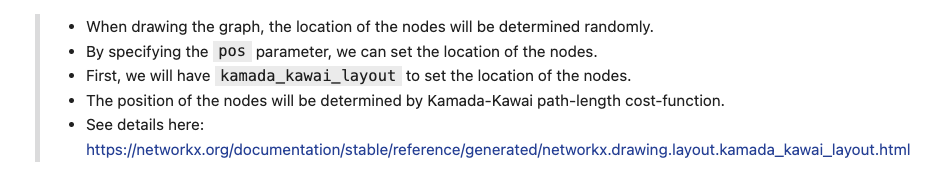 • When drawing the graph, the location of the nodes will be determined randomly.
• By specifying the pos parameter, we can set the location of the nodes.
• First, we will have kamada_kawai_layout to set the location of the nodes.
• The position of the nodes will be determined by Kamada-Kawai path-length cost-function.
• See details here:
https://networkx.org/documentation/stable/reference/generated/networkx.drawing.layout.kamada_kawai_layout.html